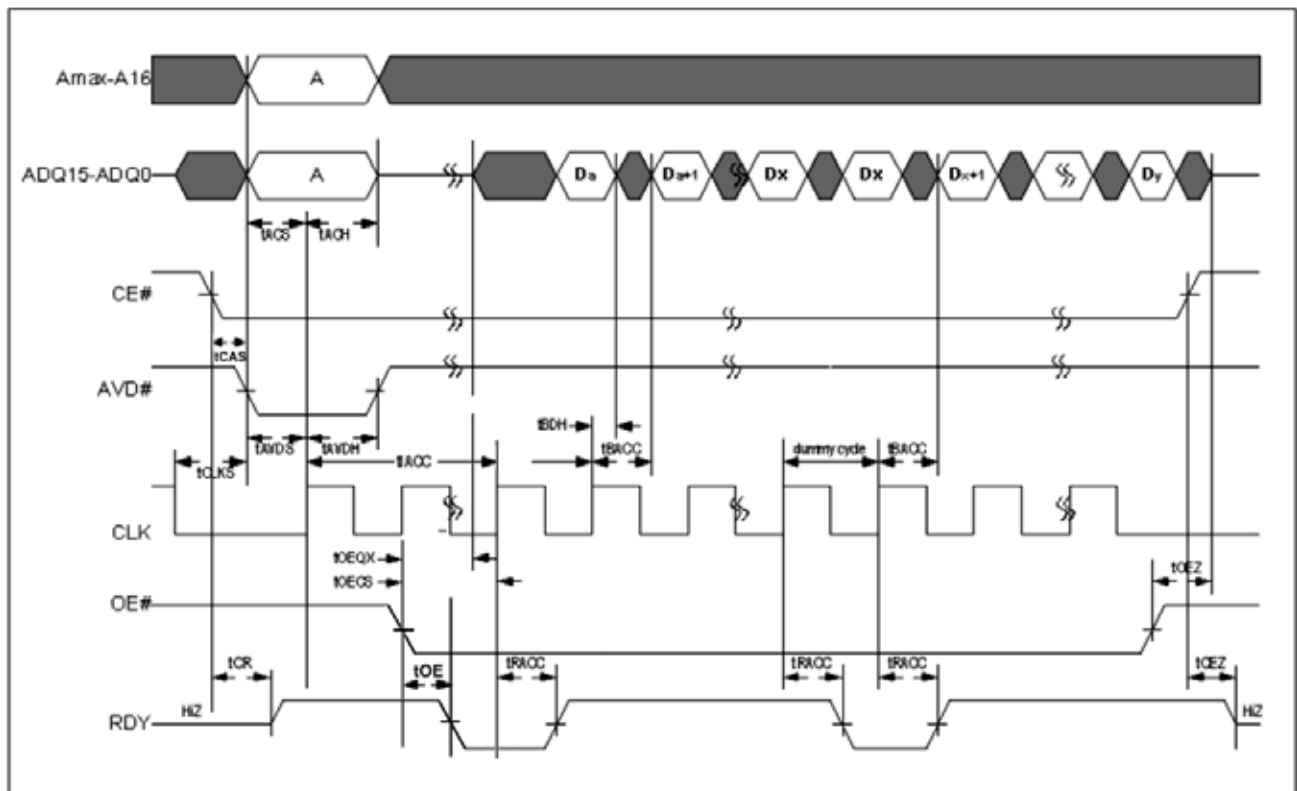 Amax-A16
A
ADQ15-ADQ0
A
Da
Da+1
Dx
Dx
Dx+1
Dy
tACS
tACH
CE#
tCAS
AVD#
tBDH
tAVDS
tAVDH
tIACC
tBACC
dummy cycle
tBACC
tCLKS
CLK
tOEQX
tOECS
tOEZ
OE#
tCR
tOE
tRACC
tRACC
tRACC
tCEZ
RDY
HiZ
HiZ